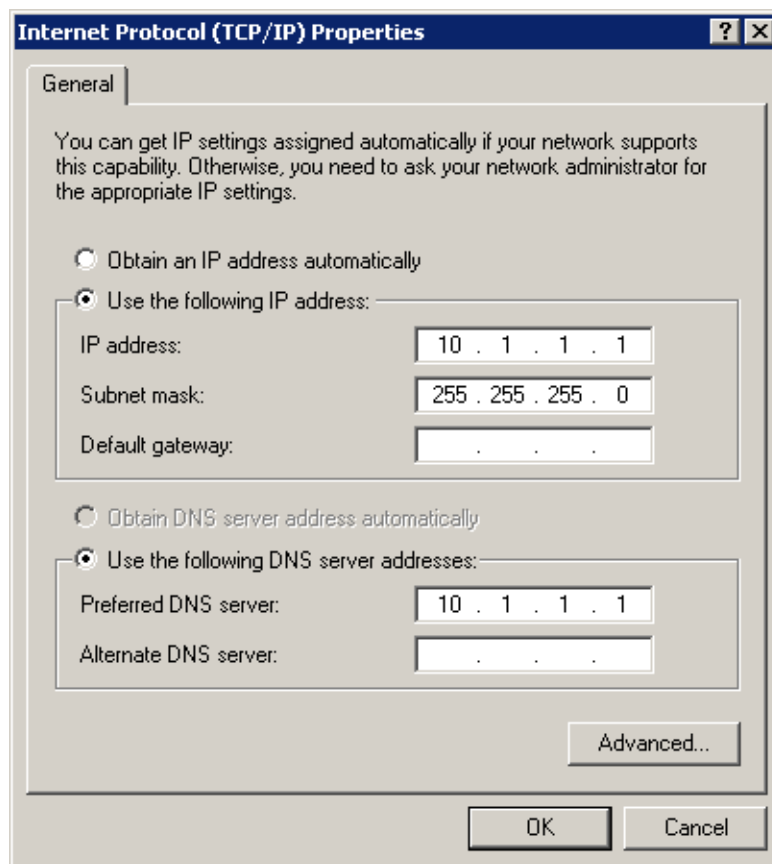 Internet Protocol (TCP/IP) Properties
General
You can get IP settings assigned automatically if your network supports
this capability. Otherwise, you need to ask your network administrator for
the appropriate IP settings.
Obtain an IP address automatically
Use the following IP address:
IP address: 10 . 1 . 1 . 1
Subnet mask: 255 . 255 . 255 . 0
Default gateway: . . .
Obtain DNS server address automatically
Use the following DNS server addresses:
Preferred DNS server: 10 . 1 . 1 . 1
Alternate DNS server: . . .
Advanced...
OK Cancel